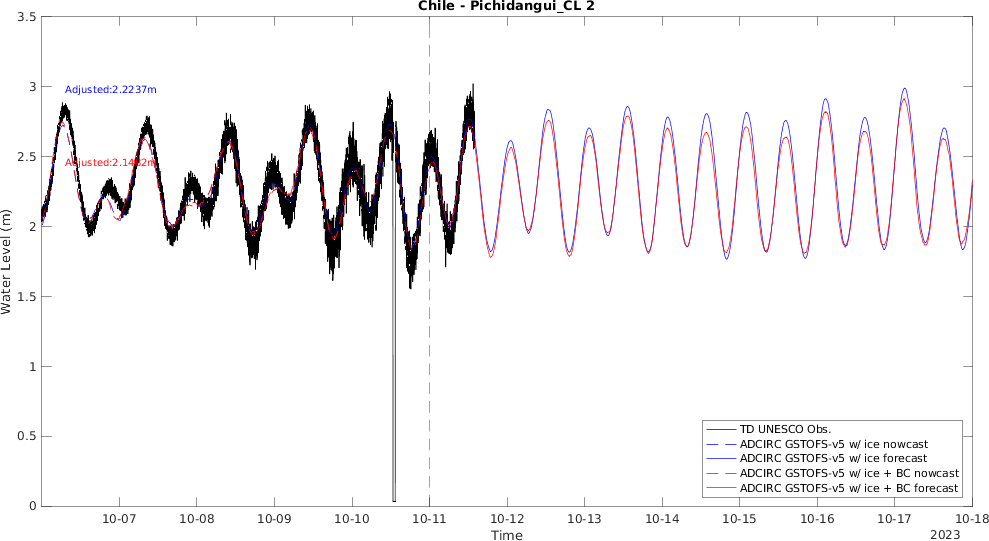 Chile - Pichidangui_CL 2
3.5
3
2.5
2
1.5
1
0.5
0
Water Level (m)
Adjusted:2.2237m
Adjusted:2.1482m
TD UNESCO Obs.
ADCIRC GSTOFS-v5 w/ ice nowcast
ADCIRC GSTOFS-v5 w/ ice forecast
ADCIRC GSTOFS-v5 w/ ice + BC nowcast
ADCIRC GSTOFS-v5 w/ ice + BC forecast
10-07 10-08 10-09 10-10 10-11 10-12 10-13 10-14 10-15 10-16 10-17 10-18
Time
2023